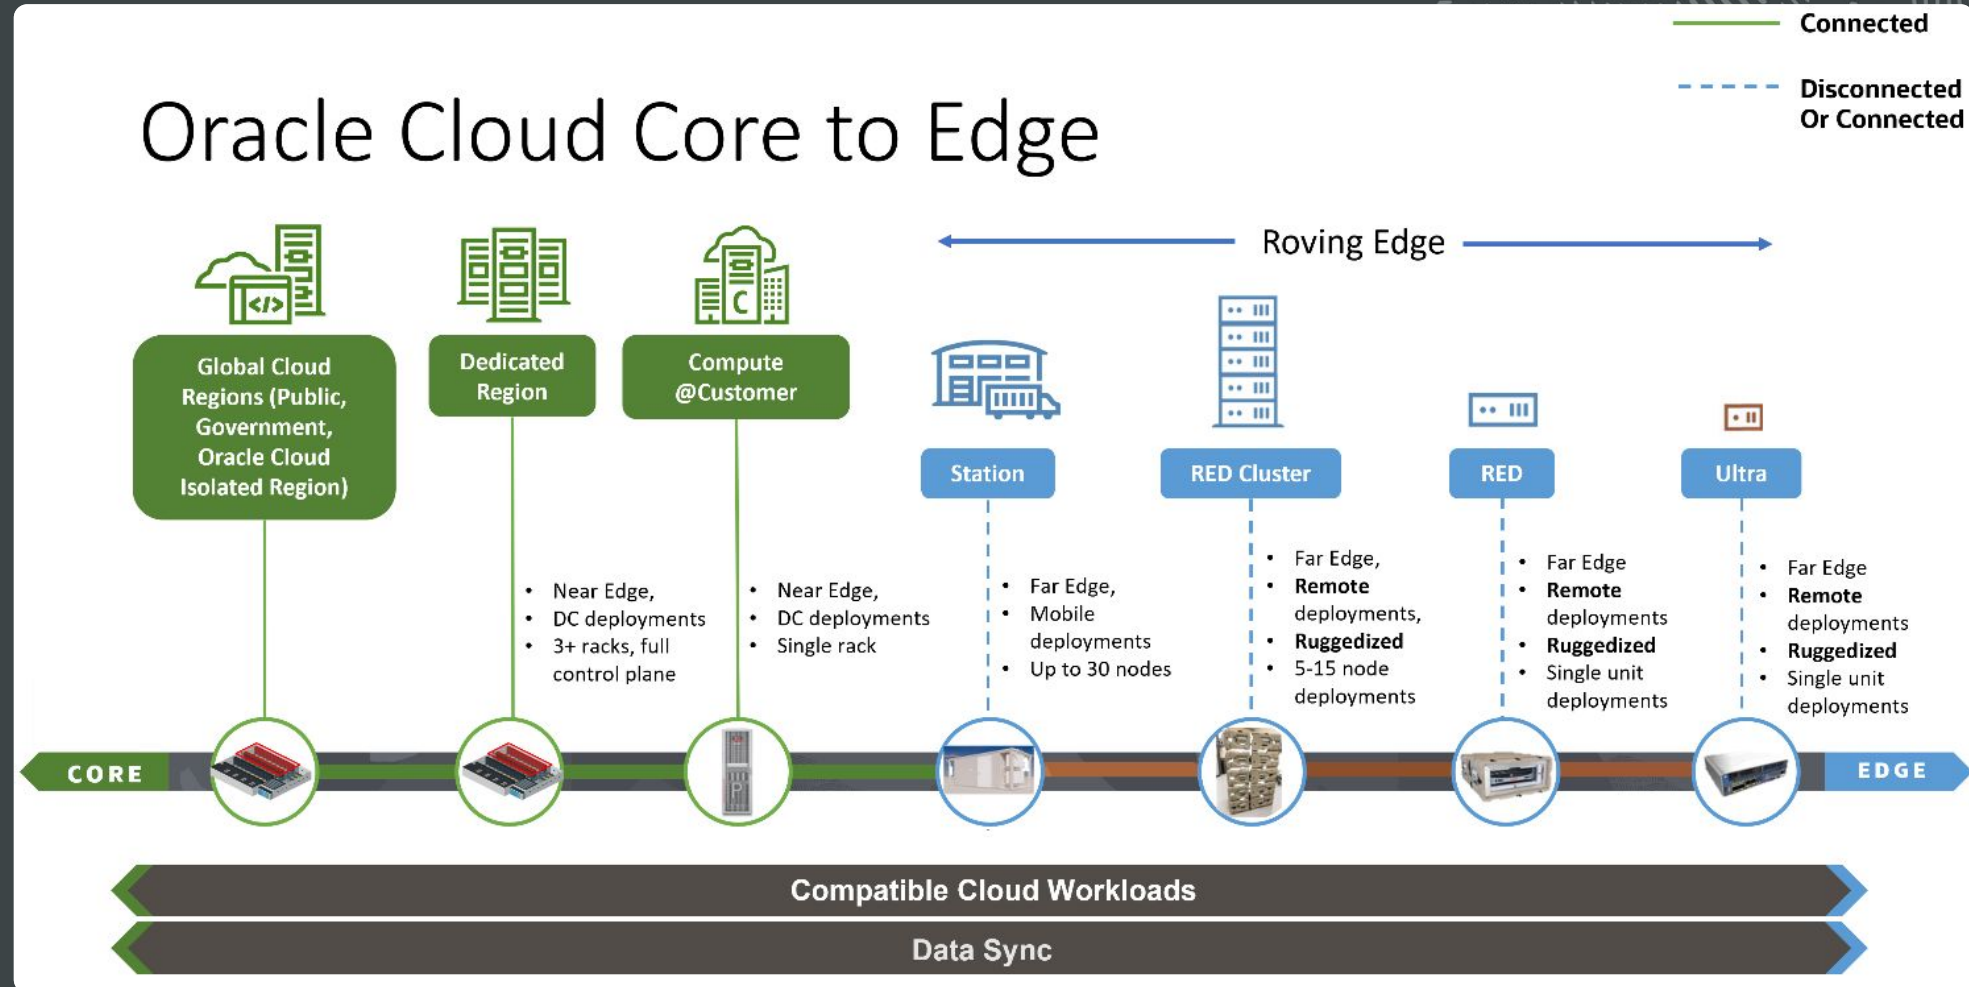 Connected
Disconnected
Or Connected
Oracle Cloud Core to Edge
Roving Edge
Global Cloud
Regions (Public,
Government,
Oracle Cloud
Isolated Region)
Dedicated
Region
Compute
@Customer
C
</>
Station
RED Cluster
RED
Ultra
• Near Edge,
• DC deployments
• 3+ racks, full
control plane
• Near Edge,
• DC deployments
• Single rack
• Far Edge,
• Mobile
deployments
• Up to 30 nodes
• Far Edge,
• Remote
deployments,
• Ruggedized
• 5-15 node
deployments
• Far Edge
• Remote
deployments
• Ruggedized
• Single unit
deployments
• Far Edge
• Remote
deployments
• Ruggedized
• Single unit
deployments
CORE
P
EDGE
Compatible Cloud Workloads
Data Sync